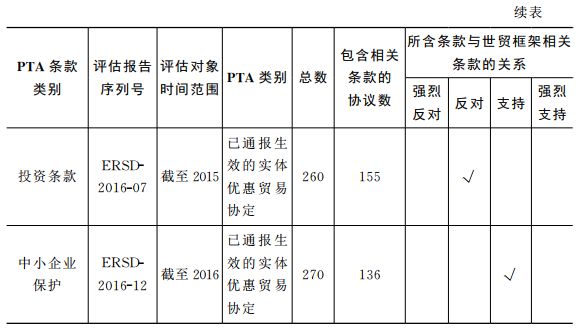 续表
PTA 条款
类别
评估报告
序列号
评估对象
时间范围
PTA 类别
总数
包含相关
条款的
协议数
所含条款与世贸框架相关
条款的关系
强烈
反对
反对
支持
强烈
支持
投资条款
ERSD-
2016-07
截至 2015
已通报生
效的实体
优惠贸易
协定
260
155
√
中小企业
保护
ERSD-
2016-12
截至 2016
已通报生
效的实体
优惠贸易
协定
270
136
√